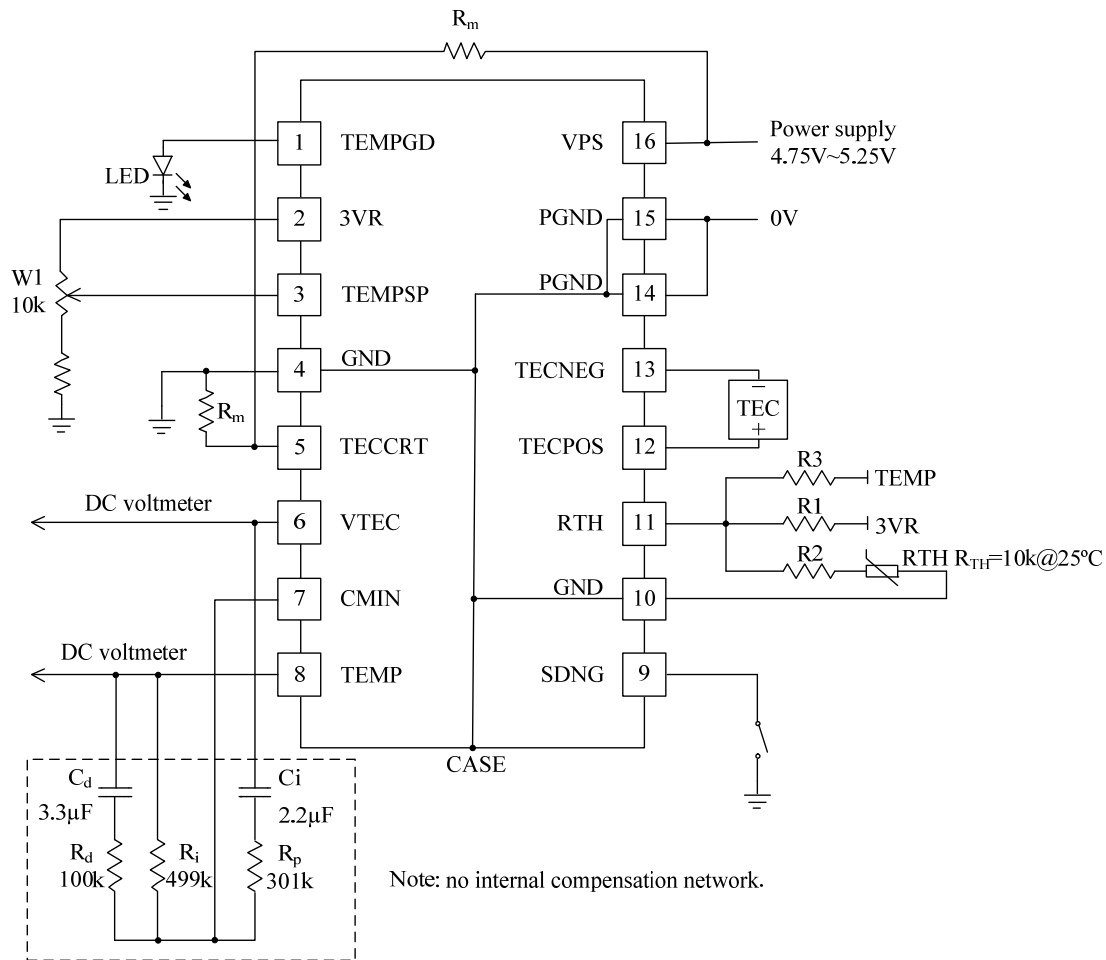 Rm
1
TEMPGD
VPS
16
Power supply
4.75V~5.25V
LED
2
3VR
PGND
15
0V
W1
10k
3
TEMPSP
PGND
14
4
GND
TECNEG
13
−
TEC
+
Rm
5
TECCRT
TECPOS
12
R3
TEMP
DC voltmeter
6
VTEC
RTH
11
R1
3VR
R2
RTH RTH=10k@25ºC
7
CMIN
GND
10
DC voltmeter
8
TEMP
SDNG
9
CASE
Cd
3.3µF
Ci
2.2µF
Rd
100k
Ri
499k
Rp
301k
Note: no internal compensation network.